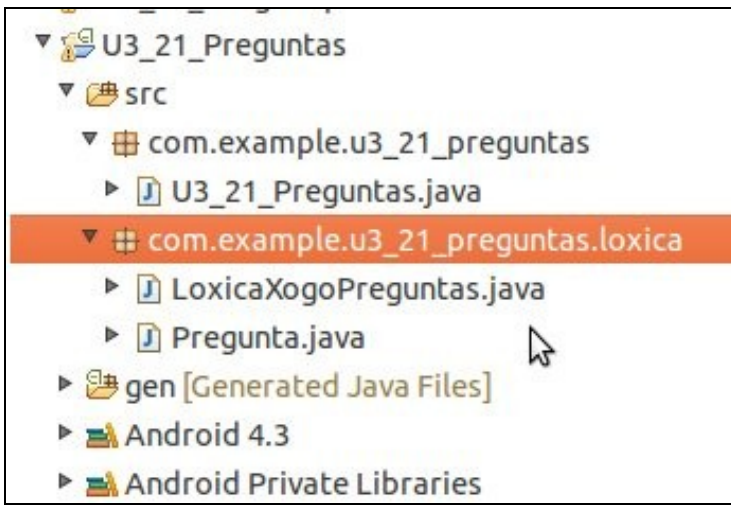 U3_21_Preguntas
src
com.example.u3_21_preguntas
U3_21_Preguntas.java
com.example.u3_21_preguntas.loxica
LoxicaXogoPreguntas.java
Pregunta.java
gen [Generated Java Files]
Android 4.3
Android Private Libraries